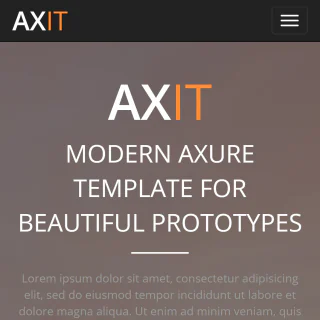 AXIT
AXIT
MODERN AXURE
TEMPLATE FOR
BEAUTIFUL PROTOTYPES
Lorem ipsum dolor sit amet, consectetur adipisicing
elit, sed do eiusmod tempor incididunt ut labore et
dolore magna aliqua. Ut enim ad minim veniam, quis